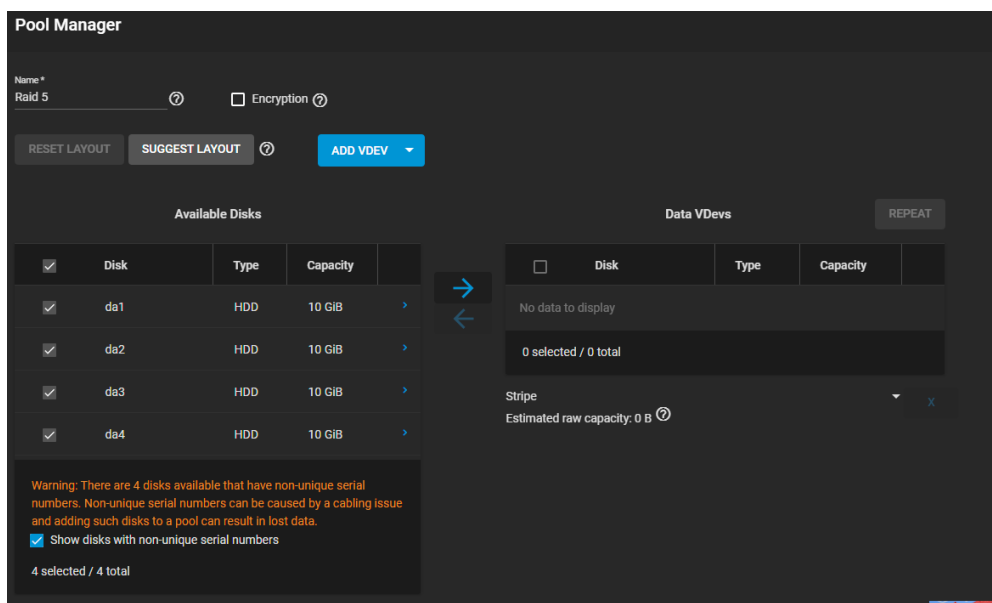 Pool Manager
Name *
Raid 5
Encryption
RESET LAYOUT
SUGGEST LAYOUT
ADD VDEV
Available Disks
Disk Type Capacity
da1 HDD 10 GiB
da2 HDD 10 GiB
da3 HDD 10 GiB
da4 HDD 10 GiB
Warning: There are 4 disks available that have non-unique serial
numbers. Non-unique serial numbers can be caused by a cabling issue
and adding such disks to a pool can result in lost data.
Show disks with non-unique serial numbers
4 selected / 4 total
Data VDevs
REPEAT
Disk Type Capacity
No data to display
0 selected / 0 total
Stripe
X
Estimated raw capacity: 0 B